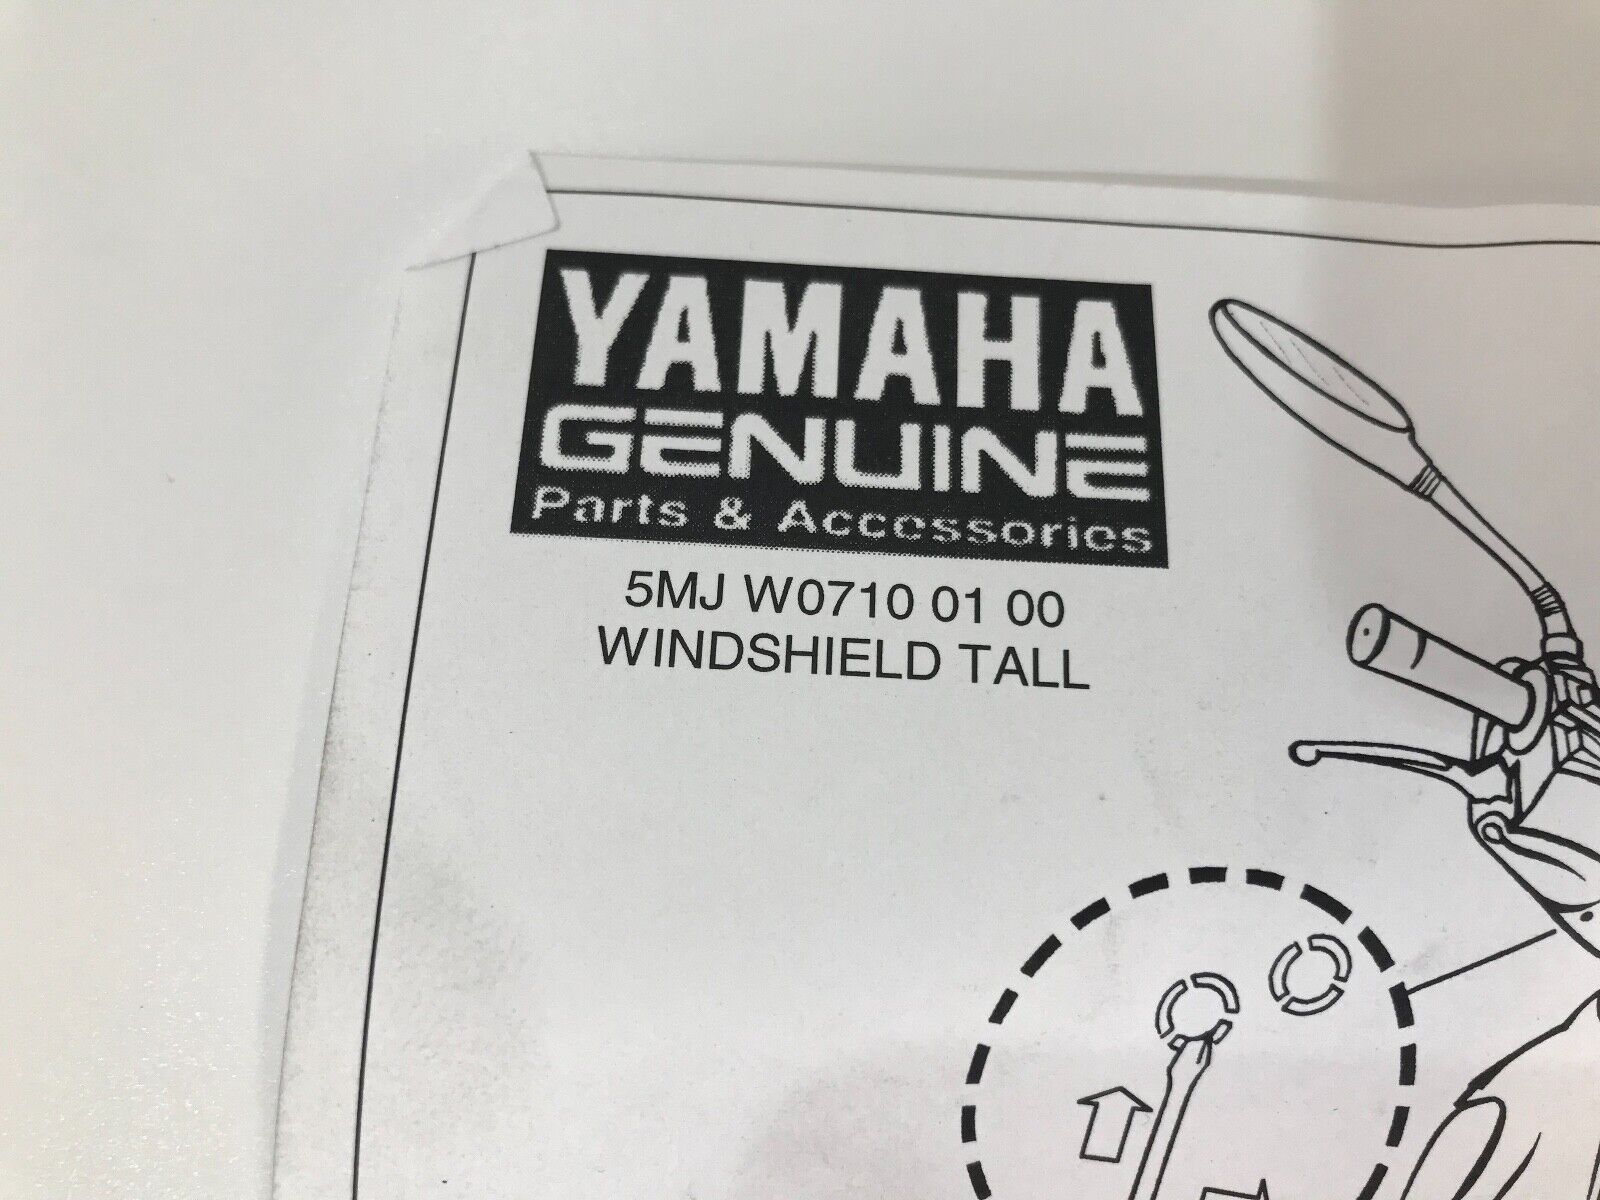 YAMAHA
GENUINE
Parts & Accessories
5MJ W0710 01 00
WINDSHIELD TALL